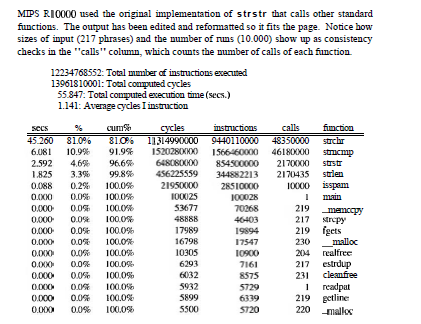 MIPS R10000 used the original implementation of strstr that calls other standard
functions. The output has been edited and reformatted so it fits the page. Notice how
sizes of input (217 phrases) and the number of runs (10.000) show up as consistency
checks in the "calls" column, which counts the number of calls of each function.
12234768552: Total number of instructions executed
13961810001: Total computed cycles
55.847: Total computed execution time (secs.)
1.141: Average cycles I instruction
secs % cum% cycles instructions calls function
45.260 81.0% 81.0% 11314990000 9440110000 48350000 strchr
6.081 10.9% 91.9% 1520280000 1566460000 46180000 strncmp
2.592 4.6% 96.6% 648080000 854500000 2170000 strstr
1.825 3.3% 99.8% 456225559 344882213 2170435 strlen
0.088 0.2% 100.0% 21950000 28510000 10000 isspam
0.000 0.0% 100.0% 100025 100028 1 main
0.000 0.0% 100.0% 53677 70268 219 _memccpy
0.000 0.0% 100.0% 48888 46403 217 strcpy
0.000 0.0% 100.0% 17989 19894 219 fgets
0.000 0.0% 100.0% 16798 17547 230 __malloc
0.000 0.0% 100.0% 10305 10900 204 realfree
0.000 0.0% 100.0% 6293 7161 217 estrdup
0.000 0.0% 100.0% 6032 8575 231 cleanfree
0.000 0.0% 100.0% 5932 5729 1 readpat
0.000 0.0% 100.0% 5899 6339 219 getline
0.000 0.0% 100.0% 5500 5720 220 _malloc